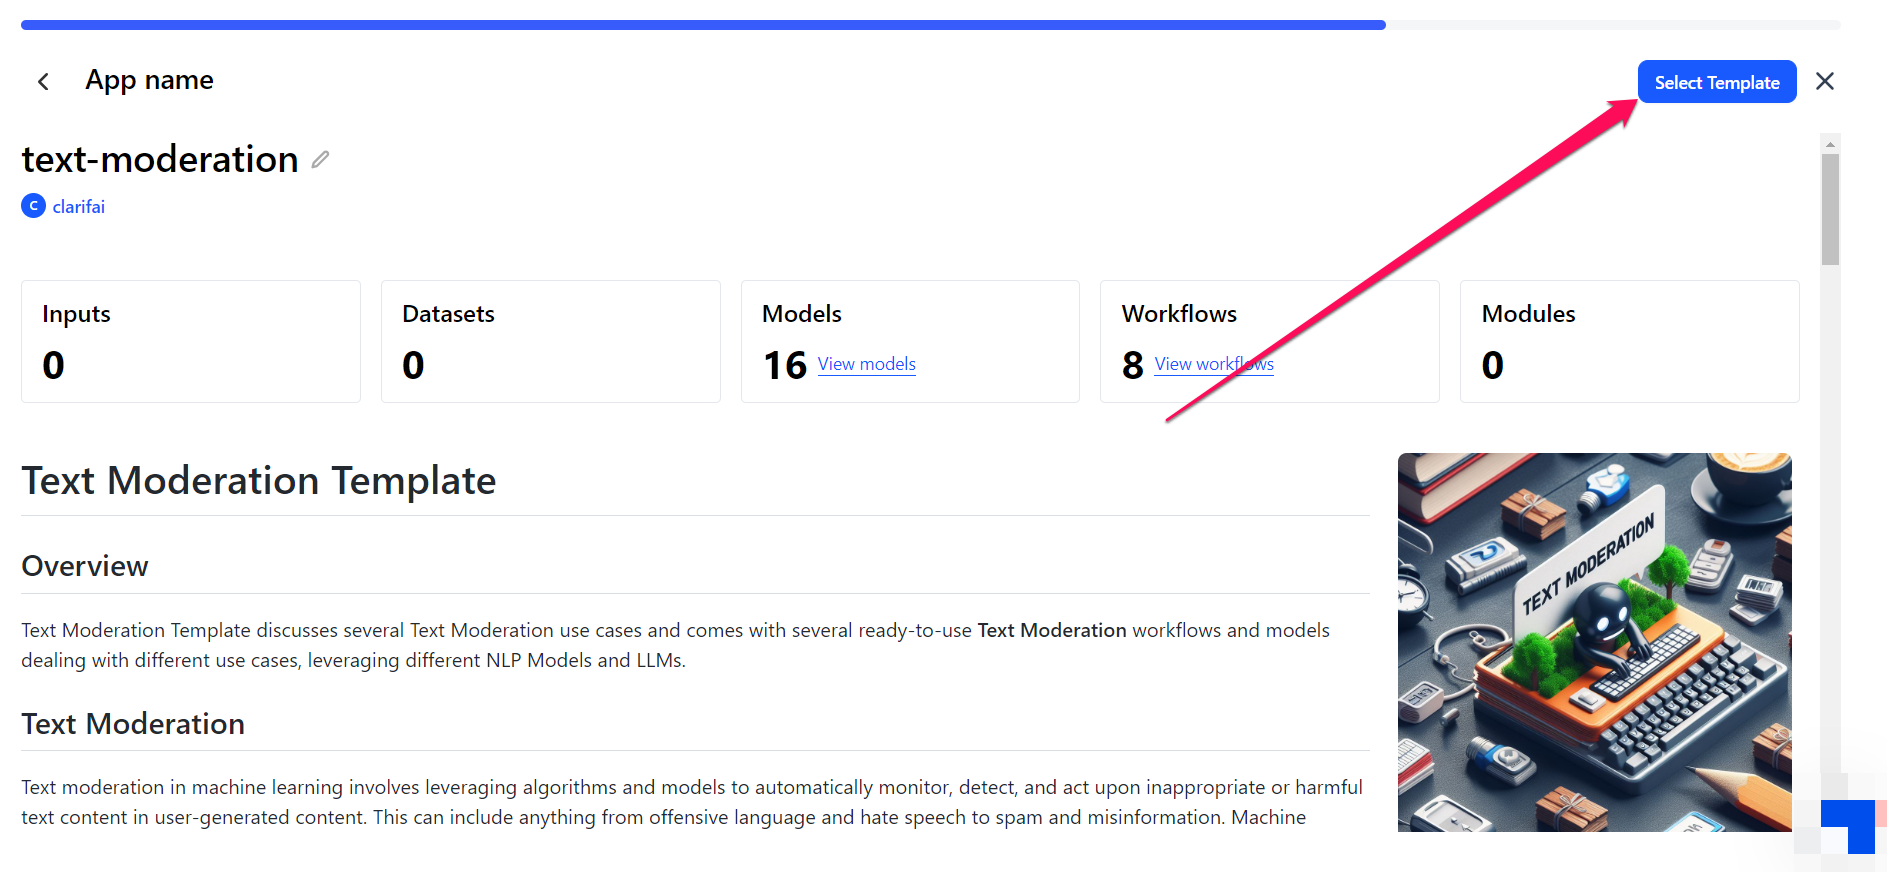 App name
Select Template
text-moderation
C clarifai
Inputs
0
Datasets
0
Models
16 View models
Workflows
8 View workflows
Modules
0
Text Moderation Template
Overview
Text Moderation Template discusses several Text Moderation use cases and comes with several ready-to-use Text Moderation workflows and models
dealing with different use cases, leveraging different NLP Models and LLMs.
Text Moderation
Text moderation in machine learning involves leveraging algorithms and models to automatically monitor, detect, and act upon inappropriate or harmful
text content in user-generated content. This can include anything from offensive language and hate speech to spam and misinformation. Machine
TEXT MODERATION